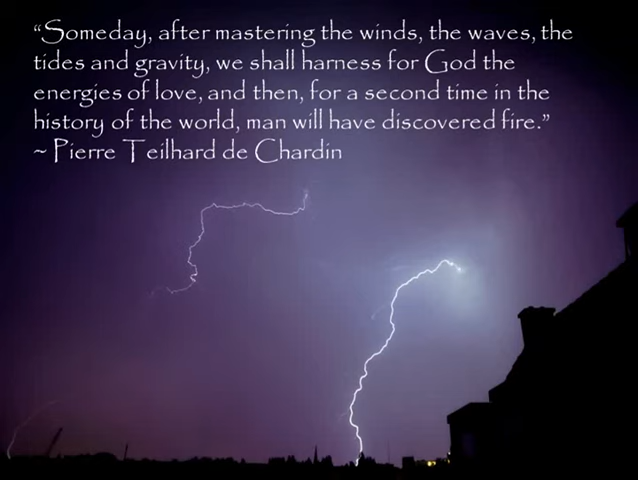 “Someday, after mastering the winds, the waves, the
tides and gravity, we shall harness for God the
energies of love, and then, for a second time in the
history of the world, man will have discovered fire.”
~ Pierre Teilhard de Chardin